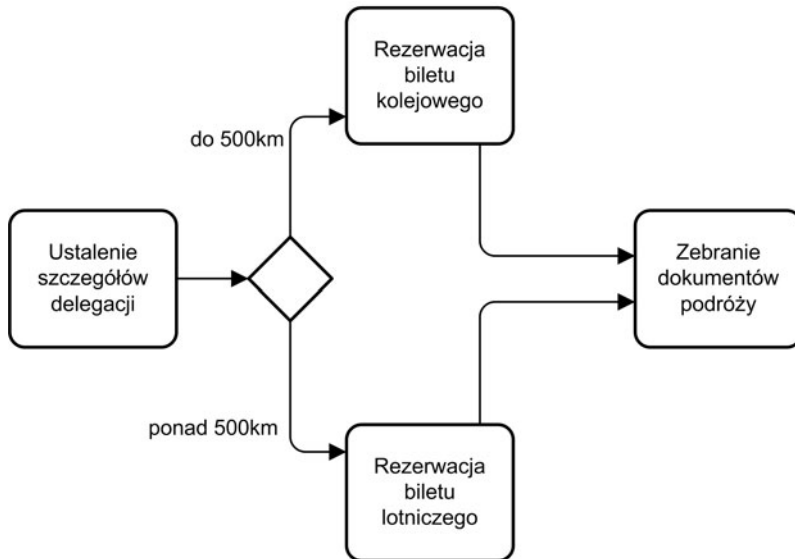 Rezerwacja
biletu
kolejowego
do 500km
Ustalenie
szczegółów
delegacji
Zebranie
dokumentów
podróży
ponad 500km
Rezerwacja
biletu
lotniczego